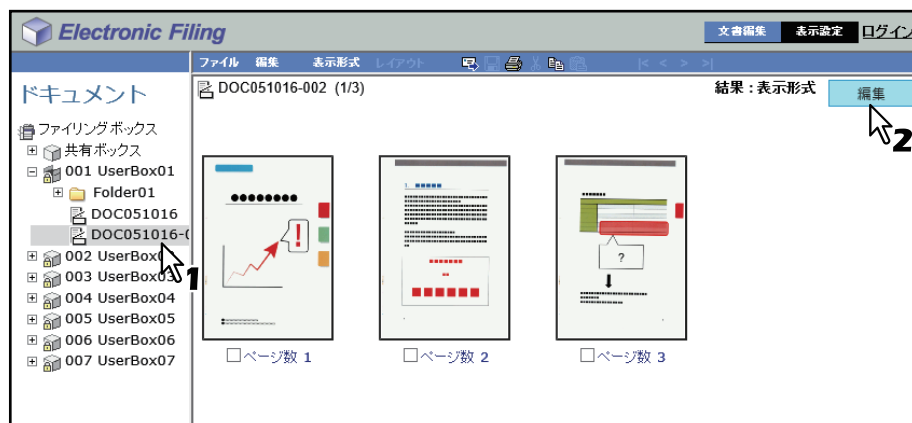 Electronic Filing
文書編集 表示設定 ログイン
ファイル 編集 表示形式 レイアウト |< < > >|
ドキュメント
DOC051016-002 (1/3)
結果：表示形式 編集
2
ファイリングボックス
共有ボックス
001 UserBox01
Folder01
DOC051016
DOC051016-0
1
002 UserBox0
003 UserBox03
004 UserBox04
005 UserBox05
006 UserBox06
007 UserBox07
!
1.
?
ページ数 1
ページ数 2
ページ数 3